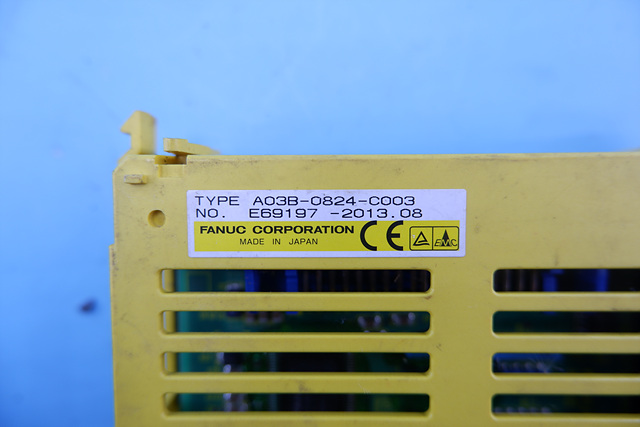 TYPE A03B-0824-C003
NO. E69197 -2013.08
FANUC CORPORATION
MADE IN JAPAN
CE
EMC